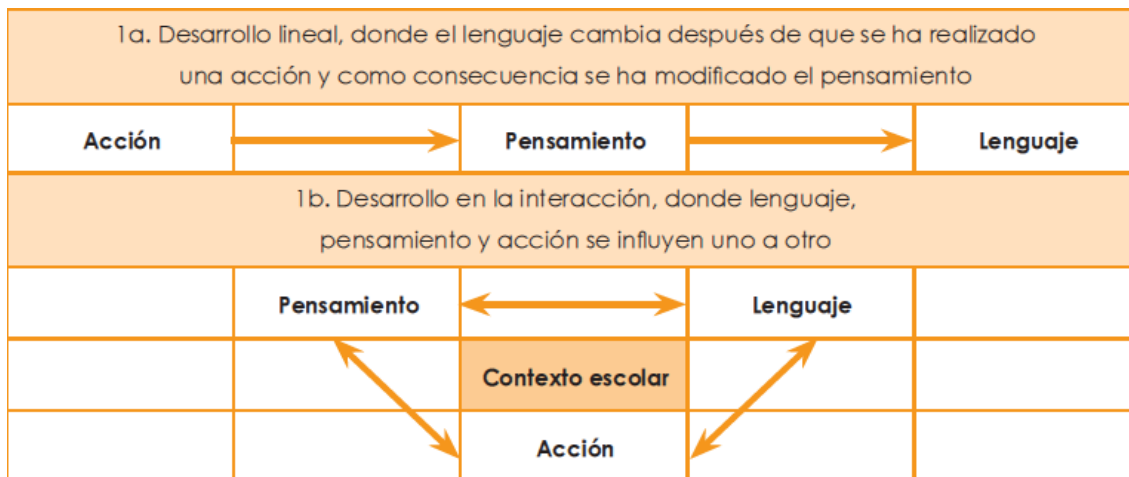 1a. Desarrollo lineal, donde el lenguaje cambia después de que se ha realizado
una acción y como consecuencia se ha modificado el pensamiento
Acción Pensamiento Lenguaje
1b. Desarrollo en la interacción, donde lenguaje,
pensamiento y acción se influyen uno a otro
Pensamiento Lenguaje
Contexto escolar
Acción